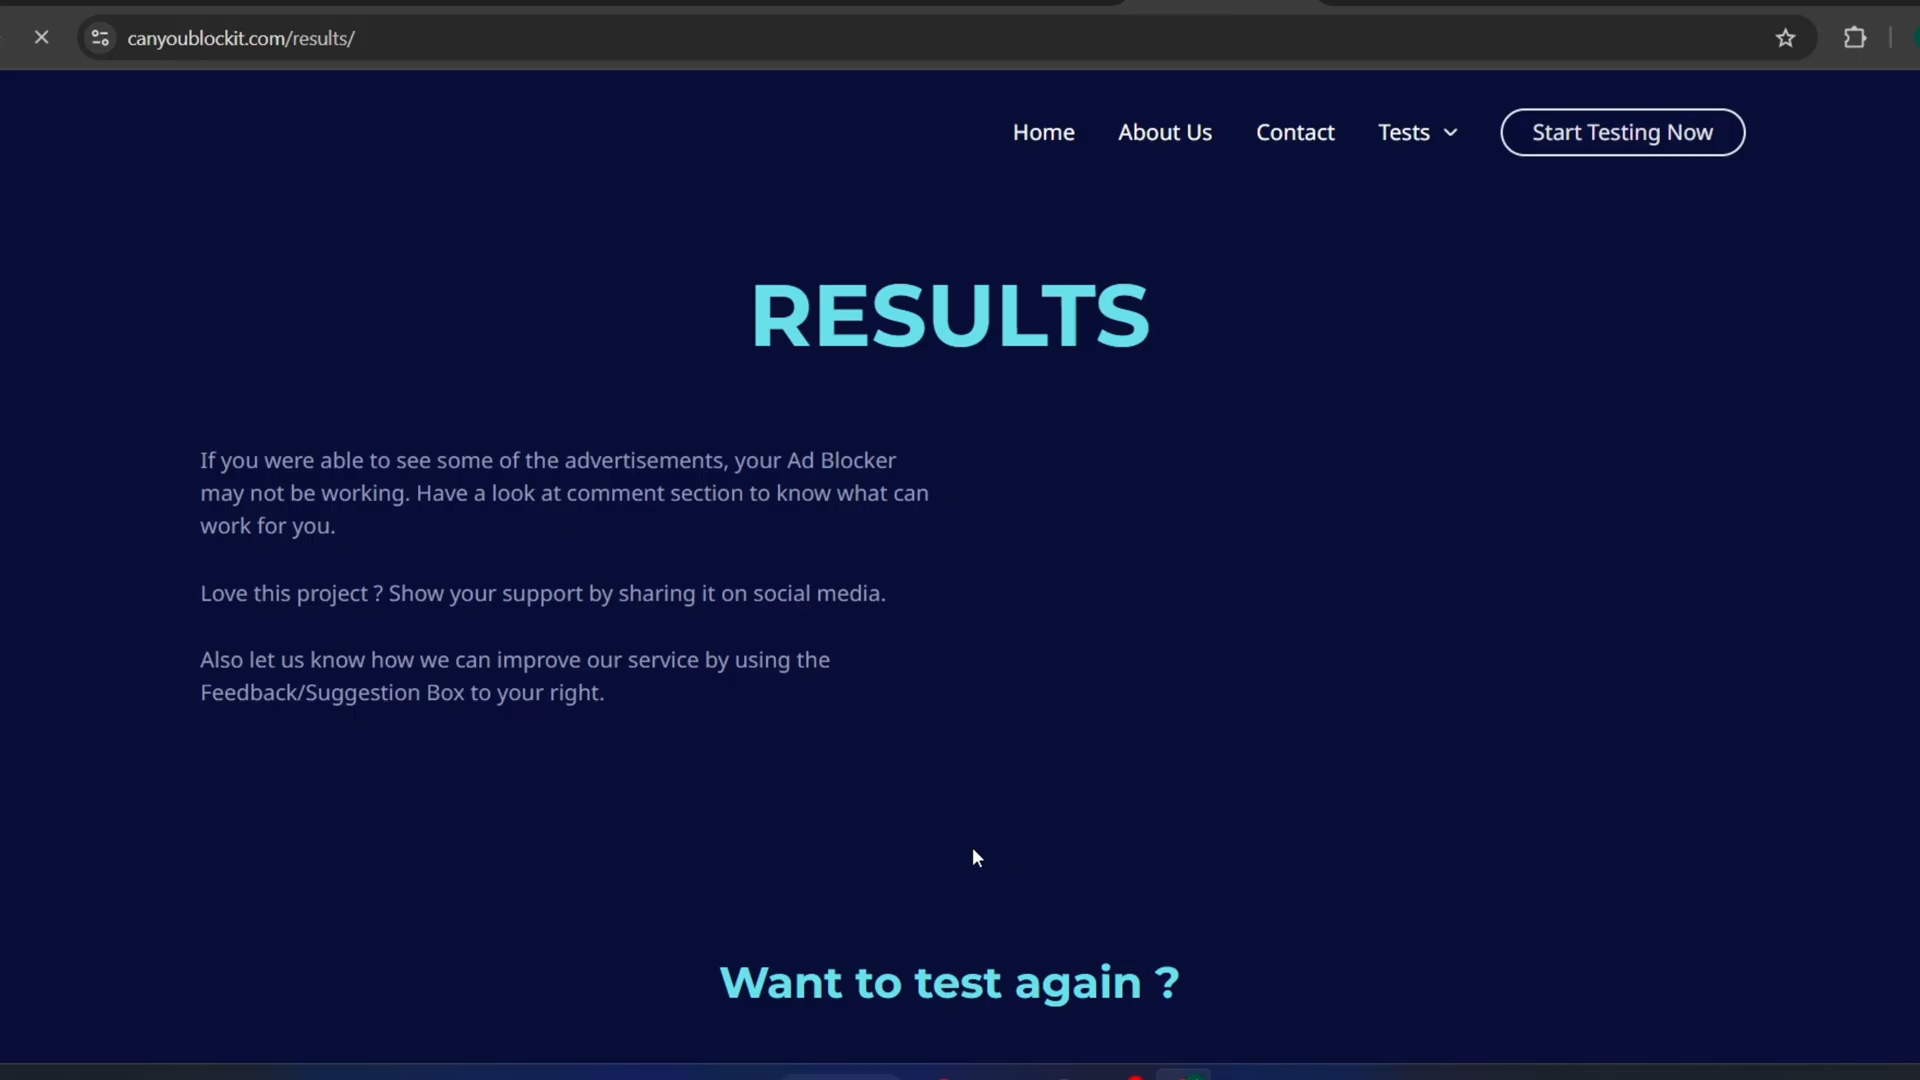 canyoublockit.com/results/
Home About Us Contact Tests Start Testing Now
RESULTS
If you were able to see some of the advertisements, your Ad Blocker
may not be working. Have a look at comment section to know what can
work for you.
Love this project ? Show your support by sharing it on social media.
Also let us know how we can improve our service by using the
Feedback/Suggestion Box to your right.
Want to test again ?